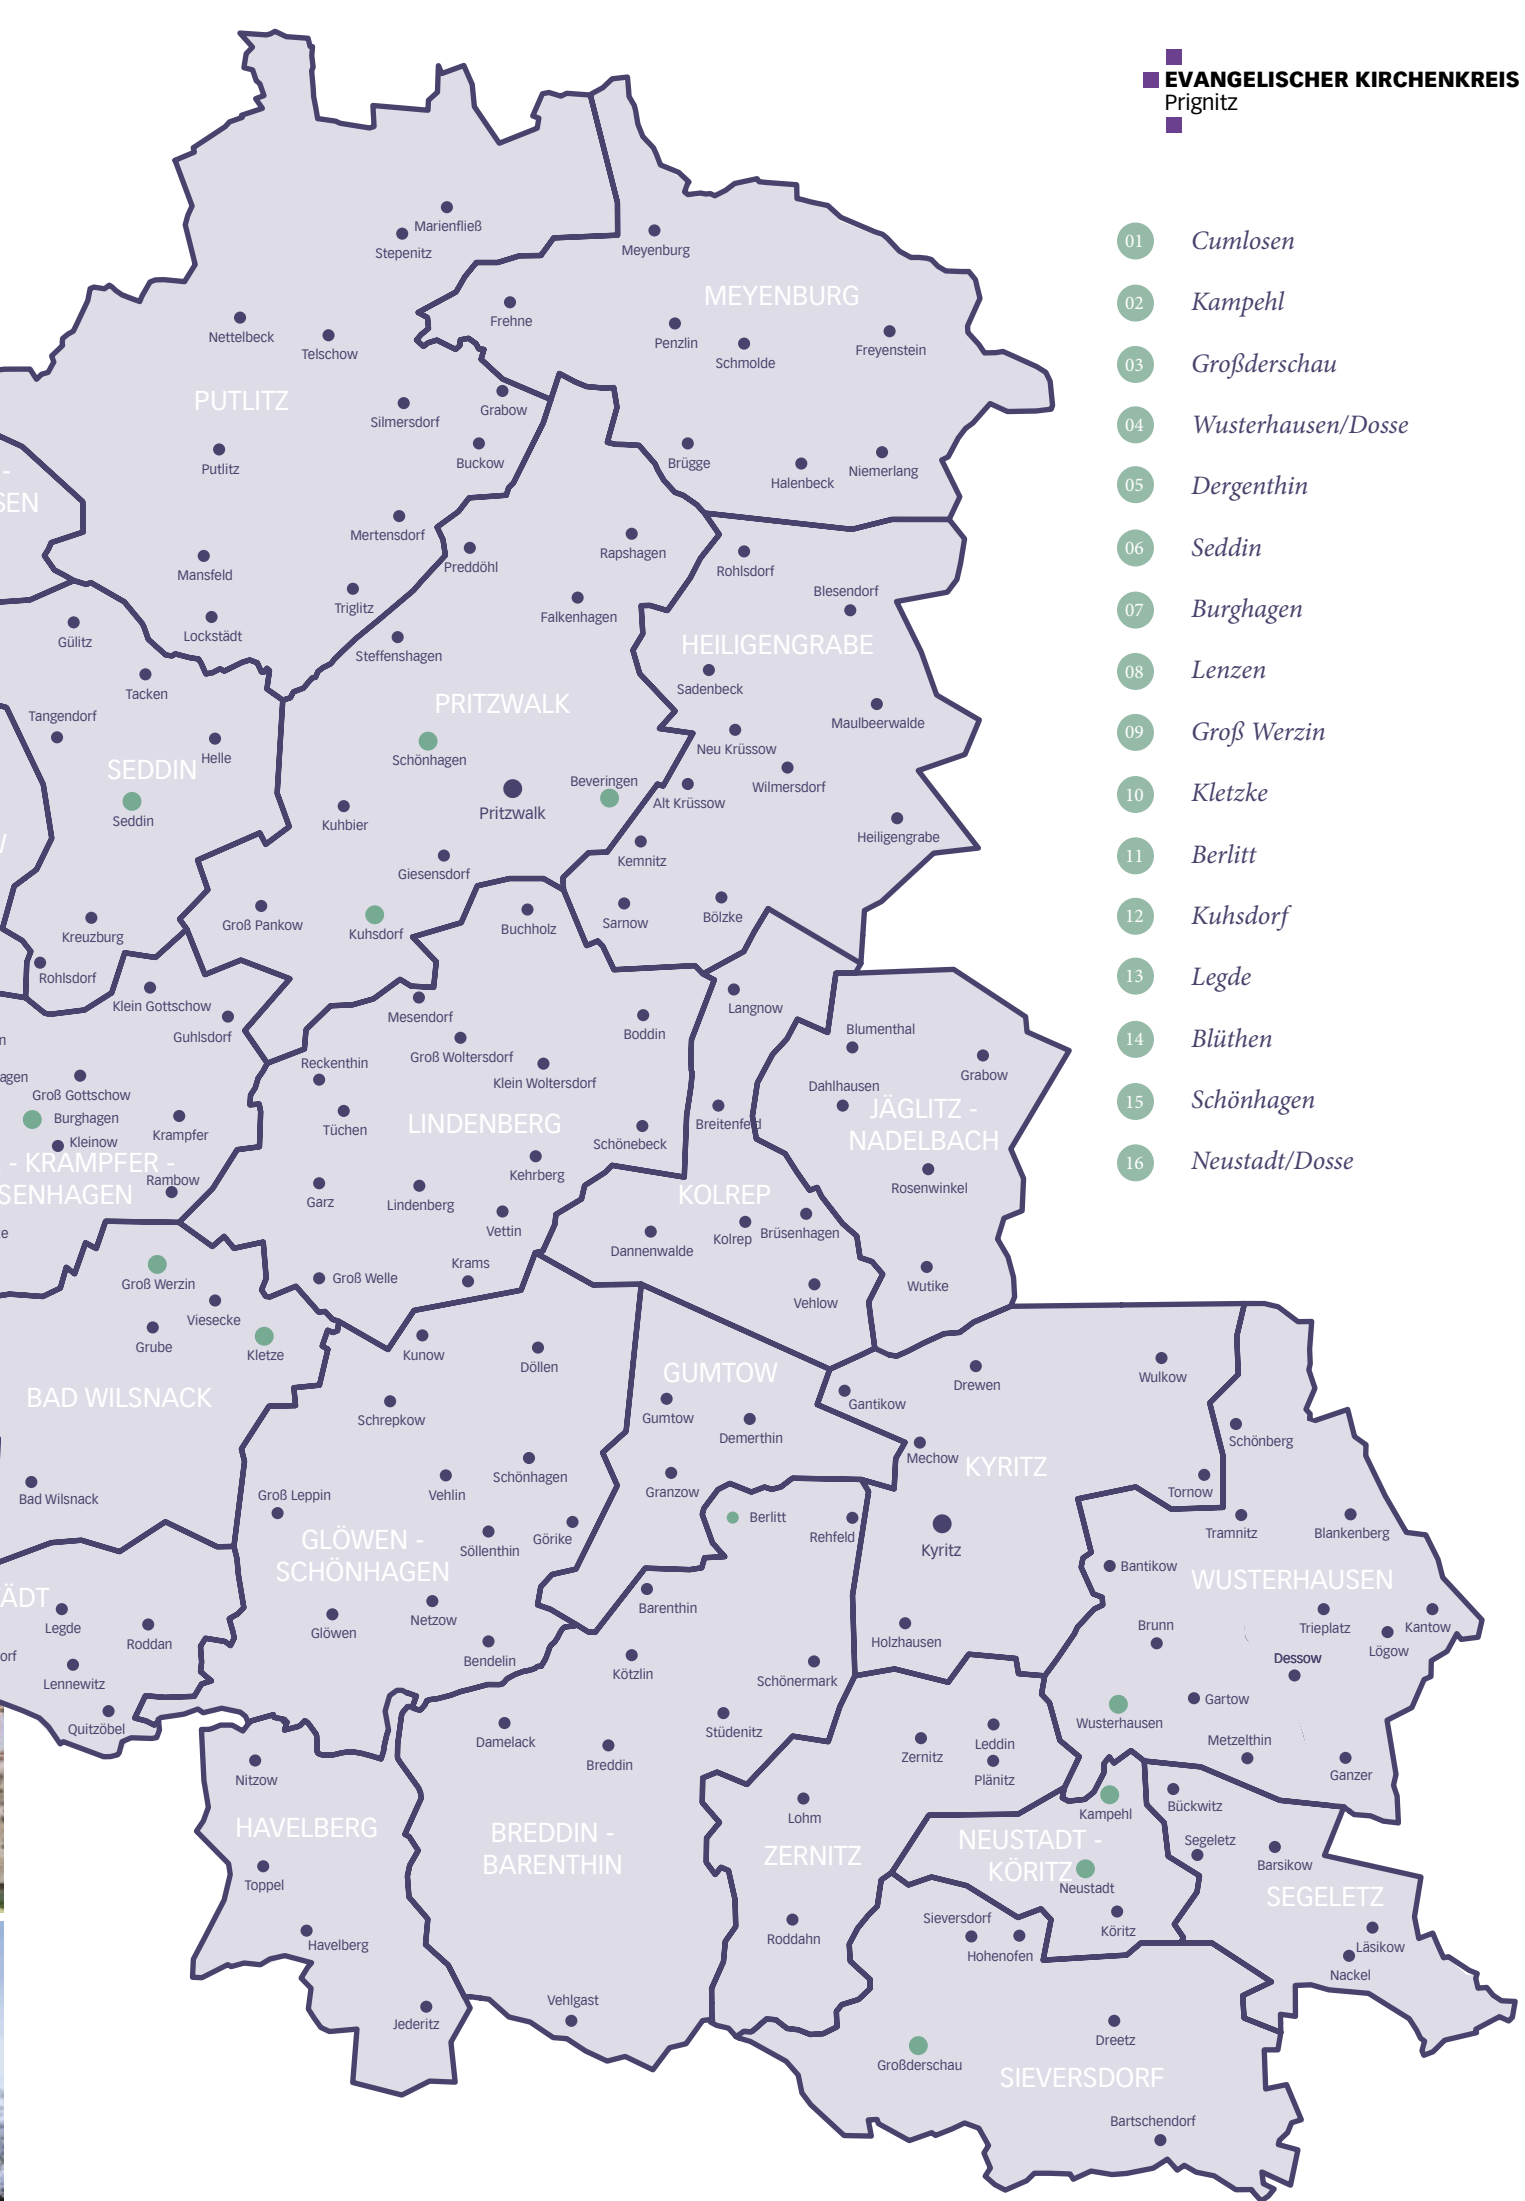 EVANGELISCHER KIRCHENKREIS
Prignitz
01 Cumlosen
02 Kampehl
03 Großderschau
04 Wusterhausen/Dosse
05 Dergenthin
06 Seddin
07 Burghagen
08 Lenzen
09 Groß Werzin
10 Kletzke
11 Berlitt
12 Kuhsdorf
13 Legde
14 Blüthen
15 Schönhagen
16 Neustadt/Dosse
Marienfließ
Stepenitz
Nettelbeck
Telschow
PUTLITZ
Silmersdorf
Grabow
Buckow
Putlitz
Mertensdorf
Mansfeld
Triglitz
Lockstädt
Meyenburg
MEYENBURG
Frehne
Penzlin
Schmolde
Freyenstein
Brügge
Halenbeck
Niemerlang
-
SEN
Gülitz
Tacken
Tangendorf
Helle
SEDDIN
Seddin
Kreuzburg
Rohlsdorf
Preddöhl
Rapshagen
Falkenhagen
Steffenshagen
PRITZWALK
Schönhagen
Beveringen
Pritzwalk
Kuhbier
Giesensdorf
Groß Pankow
Kuhsdorf
Rohlsdorf
Blesendorf
HEILIGENGRABE
Sadenbeck
Maulbeerwalde
Neu Krüssow
Wilmersdorf
Alt Krüssow
Heiligengrabe
Kemnitz
Sarnow
Bölzke
Buchholz
Mesendorf
Boddin
Groß Woltersdorf
Klein Woltersdorf
Reckenthin
Tüchen
LINDENBERG
Schönebeck
Kehrberg
Garz
Lindenberg
Vettin
Krams
Groß Welle
Klein Gottschow
Guhlsdorf
n
agen
Groß Gottschow
Burghagen
Kleinow
Krampfer
- KRAMPFER -
Rambow
SENHAGEN
e
Langnow
Breitenfeld
KOLREP
Dannenwalde
Kolrep
Brüsenhagen
Vehlow
Blumenthal
Grabow
Dahlhausen
JÄGLITZ -
NADELBACH
Rosenwinkel
Wutike
Groß Werzin
Viesecke
Grube
Kletze
BAD WILSNACK
Bad Wilsnack
Kunow
Döllen
Schrepkow
Schönhagen
Vehlin
Groß Leppin
GLÖWEN -
SCHÖNHAGEN
Söllenthin
Görike
Netzow
Glöwen
Bendelin
GUMTOW
Gumtow
Demerthin
Granzow
Drewen
Wulkow
Gantikow
Mechow
KYRITZ
Tornow
Kyritz
Holzhausen
Schönberg
Tramnitz
Blankenberg
Bantikow
WUSTERHAUSEN
Brunn
Trieplatz
Kantow
Lögow
Dessow
Gartow
Wusterhausen
Metzelthin
Ganzer
Berlitt
Rehfeld
Barenthin
Kötzlin
Schönermark
Stüdenitz
Damelack
Breddin
BREDDIN -
BARENTHIN
Vehlgast
ÄDT
Legde
Roddan
orf
Lennewitz
Quitzöbel
Nitzow
HAVELBERG
Toppel
Havelberg
Jederitz
Zernitz
Leddin
Plänitz
Lohm
ZERNITZ
Roddahn
Kampehl
NEUSTADT -
KÖRITZ
Neustadt
Köritz
Bückwitz
Segeletz
Barsikow
SEGELETZ
Läsikow
Nackel
Sieversdorf
Hohenofen
Dreetz
Großderschau
SIEVERSDORF
Bartschendorf